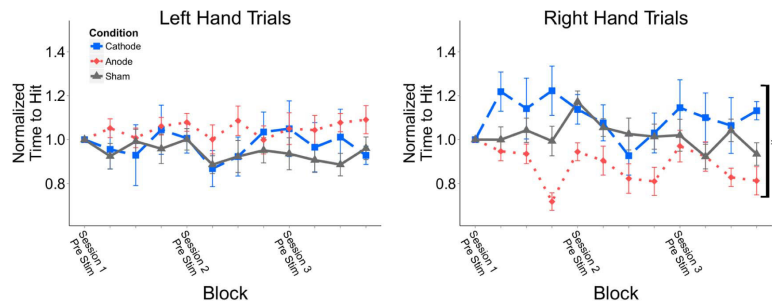 Left Hand Trials
Condition
Cathode
Anode
Sham
Normalized
Time to Hit
1.4
1.2
1.0
0.8
Session 1
Pre Stim
Session 2
Pre Stim
Session 3
Pre Stim
Block
Right Hand Trials
Normalized
Time to Hit
1.4
1.2
1.0
0.8
Session 1
Pre Stim
Session 2
Pre Stim
Session 3
Pre Stim
Block